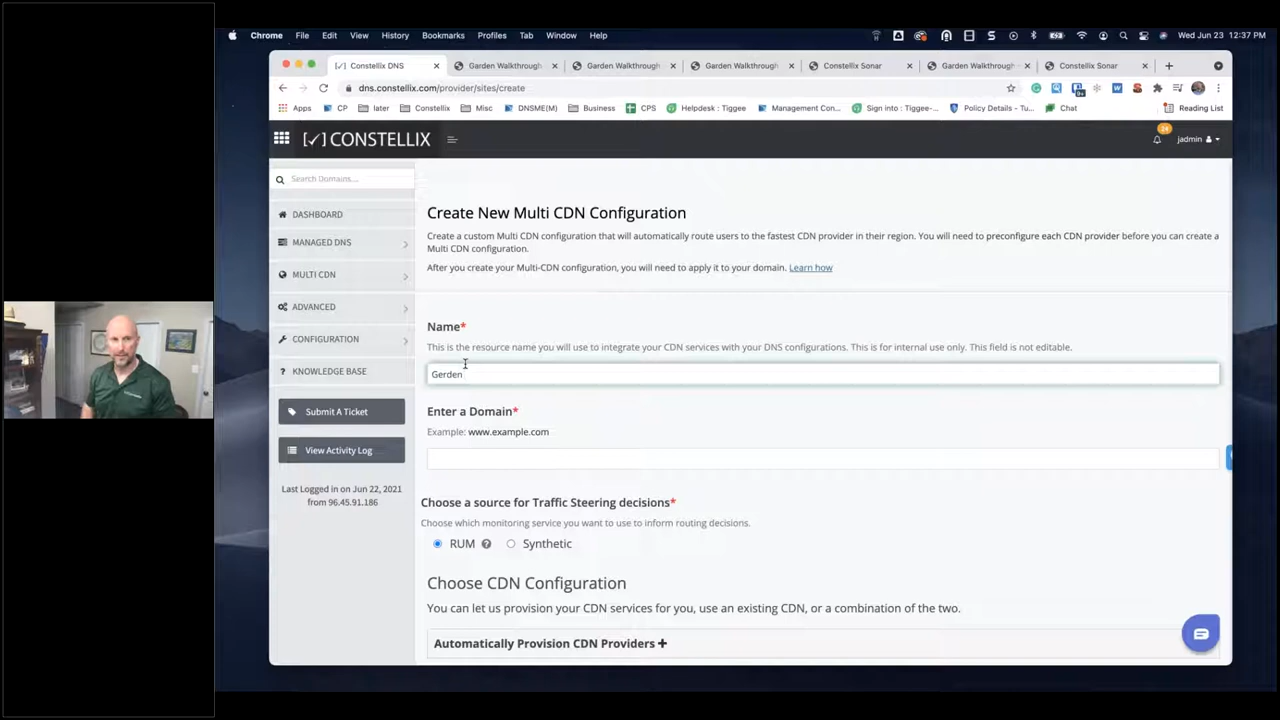 Chrome File Edit View History Bookmarks Profiles Tab Window Help Wed Jun 23 12:37 PM
Constellix DNS Garden Walkthrough Garden Walkthrough Garden Walkthrough Constellix Sonar Garden Walkthrough Constellix Sonar
dns.constellix.com/provider/sites/create
Apps CP later Constellix Misc DNSME(M) Business CPS Helpdesk : Tiggee Management Con... Sign into : Tiggee-... Policy Details - Tu... Chat Reading List
[✓] CONSTELLIX
jadmin
Search Domains...
DASHBOARD
MANAGED DNS
MULTI CDN
ADVANCED
CONFIGURATION
KNOWLEDGE BASE
Submit A Ticket
View Activity Log
Last Logged in on Jun 22, 2021
from 96.45.91.186
Create New Multi CDN Configuration
Create a custom Multi CDN configuration that will automatically route users to the fastest CDN provider in their region. You will need to preconfigure each CDN provider before you can create a
Multi CDN configuration.
After you create your Multi-CDN configuration, you will need to apply it to your domain. Learn how
Name*
This is the resource name you will use to integrate your CDN services with your DNS configurations. This is for internal use only. This field is not editable.
Gerden
Enter a Domain*
Example: www.example.com
Choose a source for Traffic Steering decisions*
Choose which monitoring service you want to use to inform routing decisions.
RUM ? Synthetic
Choose CDN Configuration
You can let us provision your CDN services for you, use an existing CDN, or a combination of the two.
Automatically Provision CDN Providers +